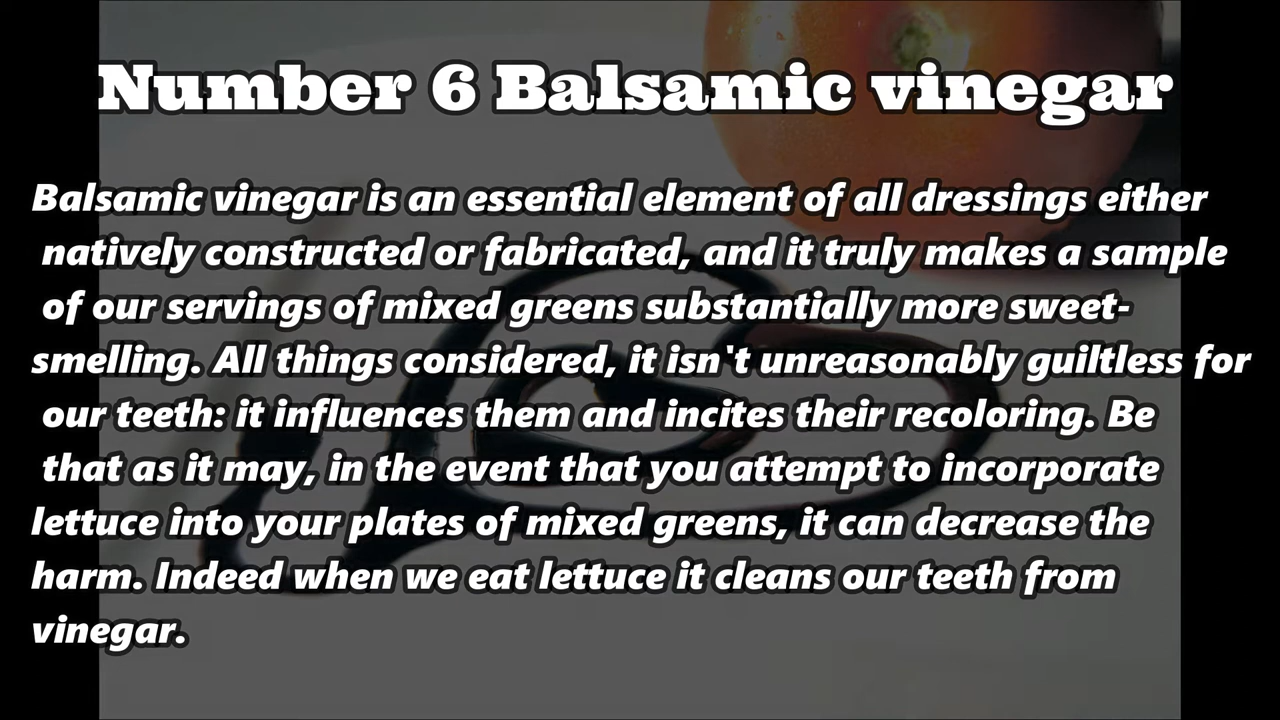 Number 6 Balsamic vinegar
Balsamic vinegar is an essential element of all dressings either
natively constructed or fabricated, and it truly makes a sample
of our servings of mixed greens substantially more sweet-
smelling. All things considered, it isn't unreasonably guiltless for
our teeth: it influences them and incites their recoloring. Be
that as it may, in the event that you attempt to incorporate
lettuce into your plates of mixed greens, it can decrease the
harm. Indeed when we eat lettuce it cleans our teeth from
vinegar.